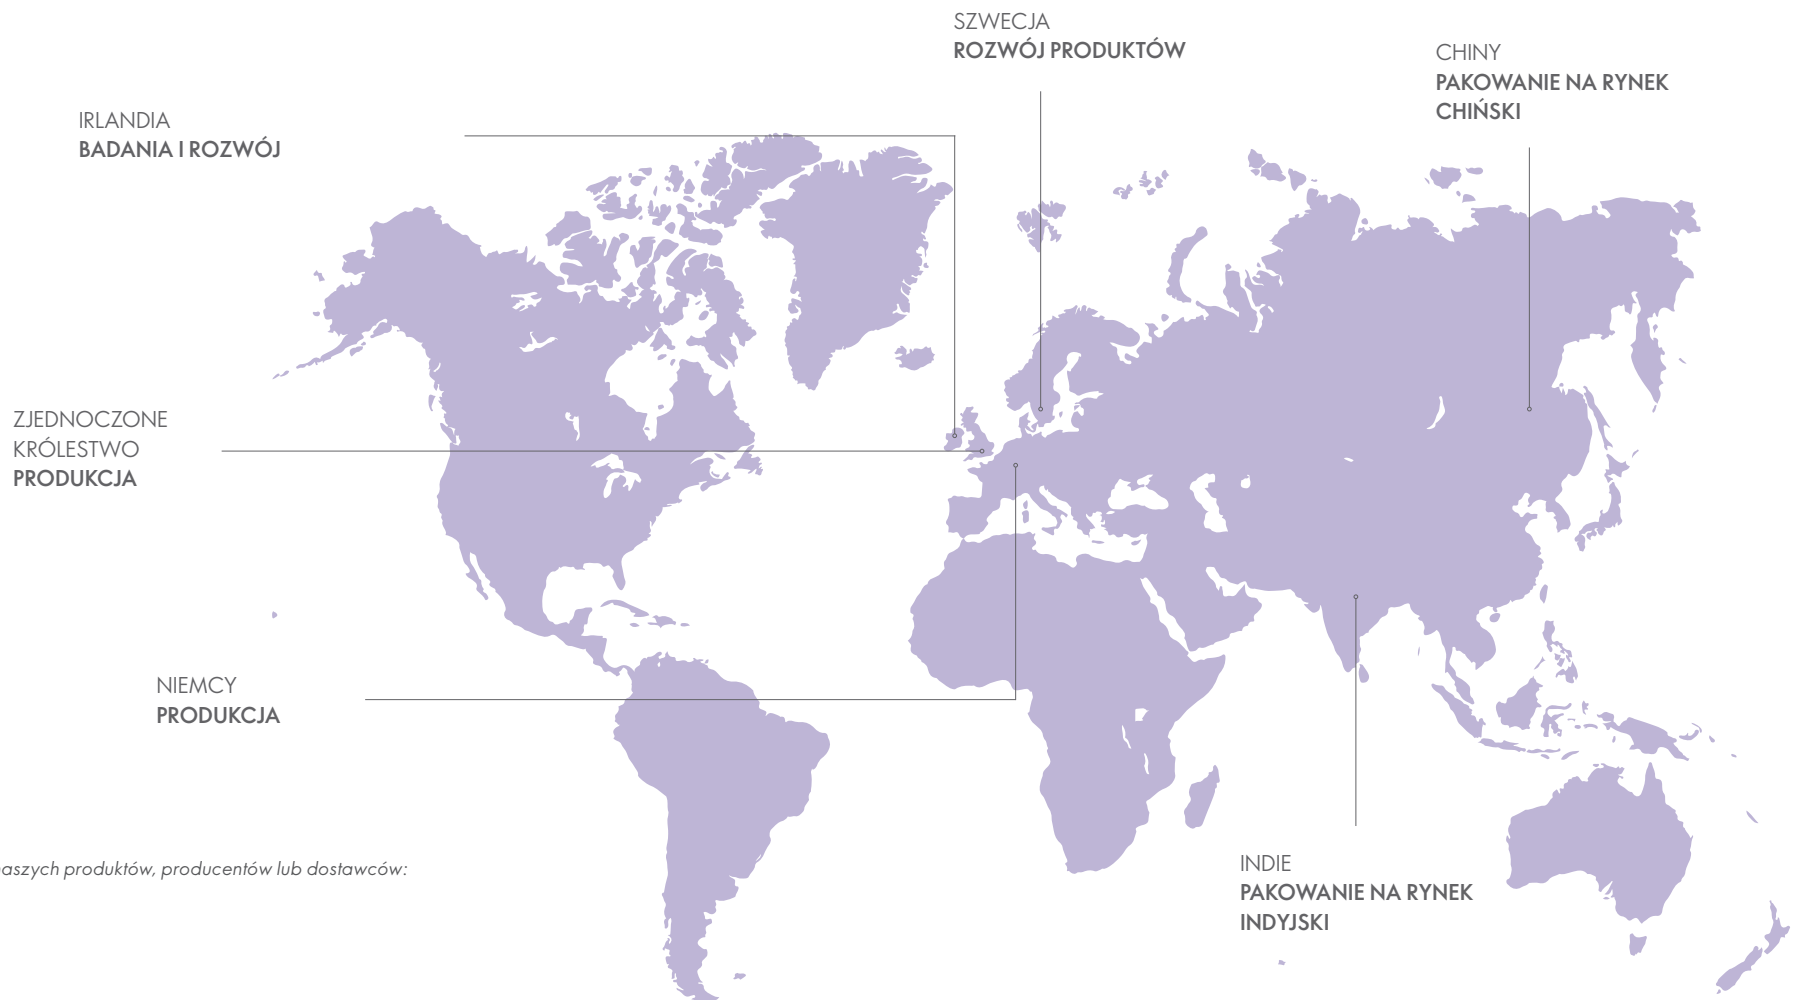 SZWECJA
ROZWÓJ PRODUKTÓW
CHINY
PAKOWANIE NA RYNEK
CHIŃSKI
IRLANDIA
BADANIA I ROZWÓJ
ZJEDNOCZONE
KRÓLESTWO
PRODUKCJA
NIEMCY
PRODUKCJA
INDIE
PAKOWANIE NA RYNEK
INDYJSKI
aszych produktów, producentów lub dostawców: